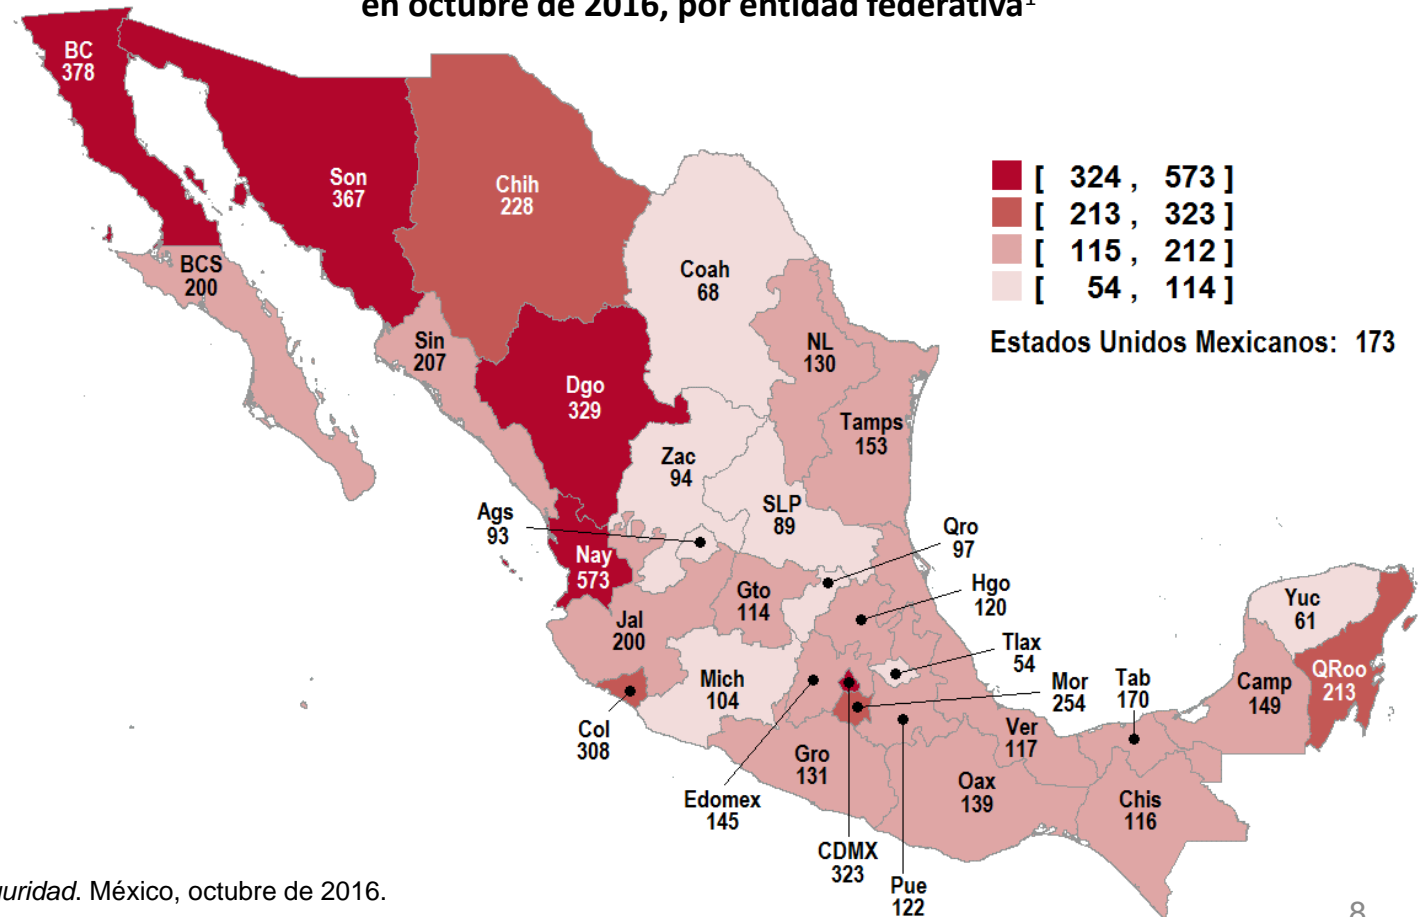 en octubre de 2016, por entidad federativa¹
BC
378
Son
367
Chih
228
[ 324 , 573 ]
[ 213 , 323 ]
[ 115 , 212 ]
[ 54 , 114 ]
Estados Unidos Mexicanos: 173
BCS
200
Coah
68
Sin
207
NL
130
Dgo
329
Tamps
153
Zac
94
SLP
89
Ags
93
Qro
97
Nay
573
Gto
114
Hgo
120
Yuc
61
Jal
200
Tlax
54
QRoo
213
Mich
104
Mor
254
Tab
170
Camp
149
Col
308
Ver
117
Gro
131
Oax
139
Edomex
145
Chis
116
CDMX
323
Pue
122
guridad. México, octubre de 2016.
8